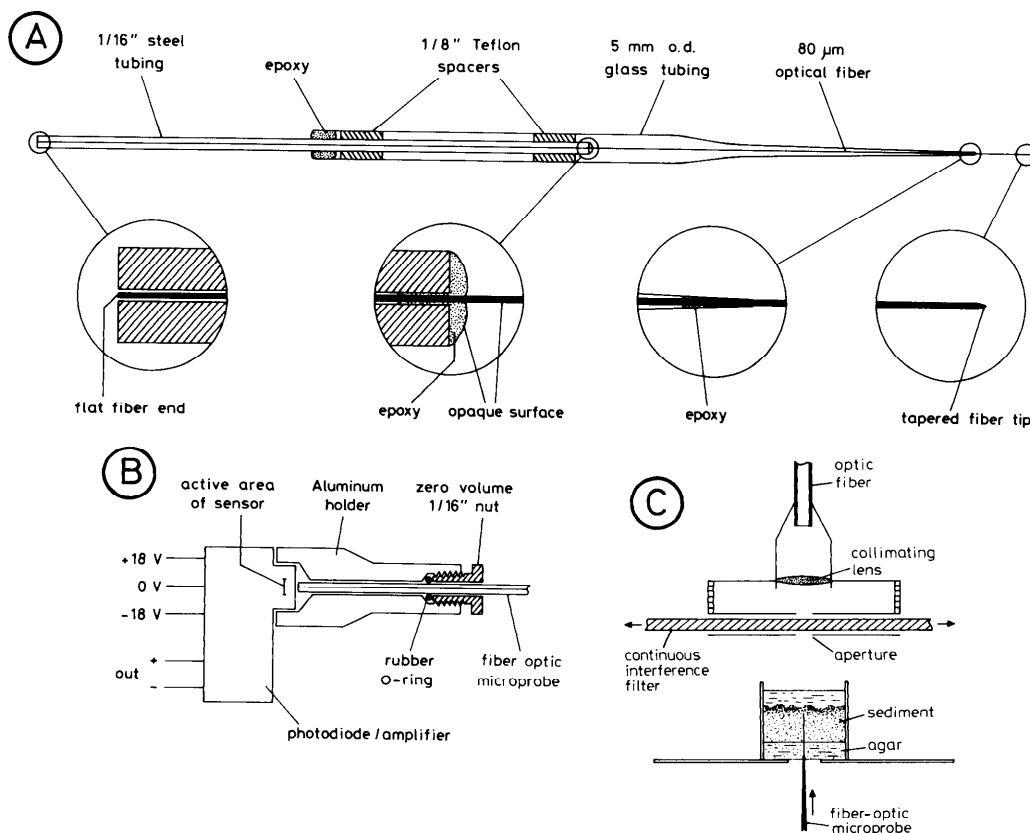 A
1/16" steel
tubing
epoxy
1/8" Teflon
spacers
5 mm o.d.
glass tubing
80 µm
optical fiber
flat fiber end
epoxy
opaque surface
epoxy
tapered fiber tip
B
active area
of sensor
Aluminum
holder
zero volume
1/16" nut
+18 V
0 V
-18 V
+
out
-
rubber
O-ring
fiber optic
microprobe
photodiode/amplifier
C
optic
fiber
collimating
lens
continuous
interference
filter
aperture
sediment
agar
fiber-optic
microprobe